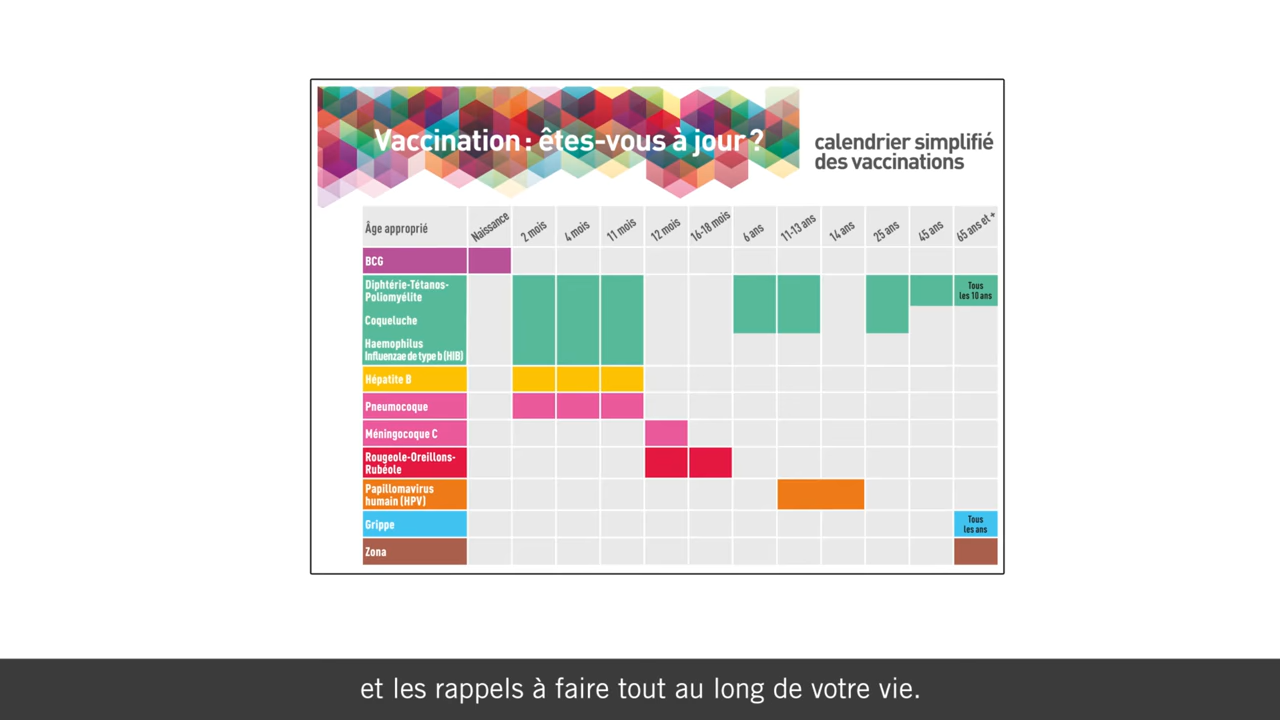 Vaccination : êtes-vous à jour ?
calendrier simplifié
des vaccinations
Âge approprié
Naissance
2 mois
4 mois
11 mois
12 mois
16-18 mois
6 ans
11-13 ans
14 ans
25 ans
45 ans
65 ans et +
BCG
Diphtérie-Tétanos-
Poliomyélite
Tous
les 10 ans
Coqueluche
Haemophilus
Influenzae de type b (HIB)
Hépatite B
Pneumocoque
Méningocoque C
Rougeole-Oreillons-
Rubéole
Papillomavirus
humain (HPV)
Grippe
Tous
les ans
Zona
et les rappels à faire tout au long de votre vie.